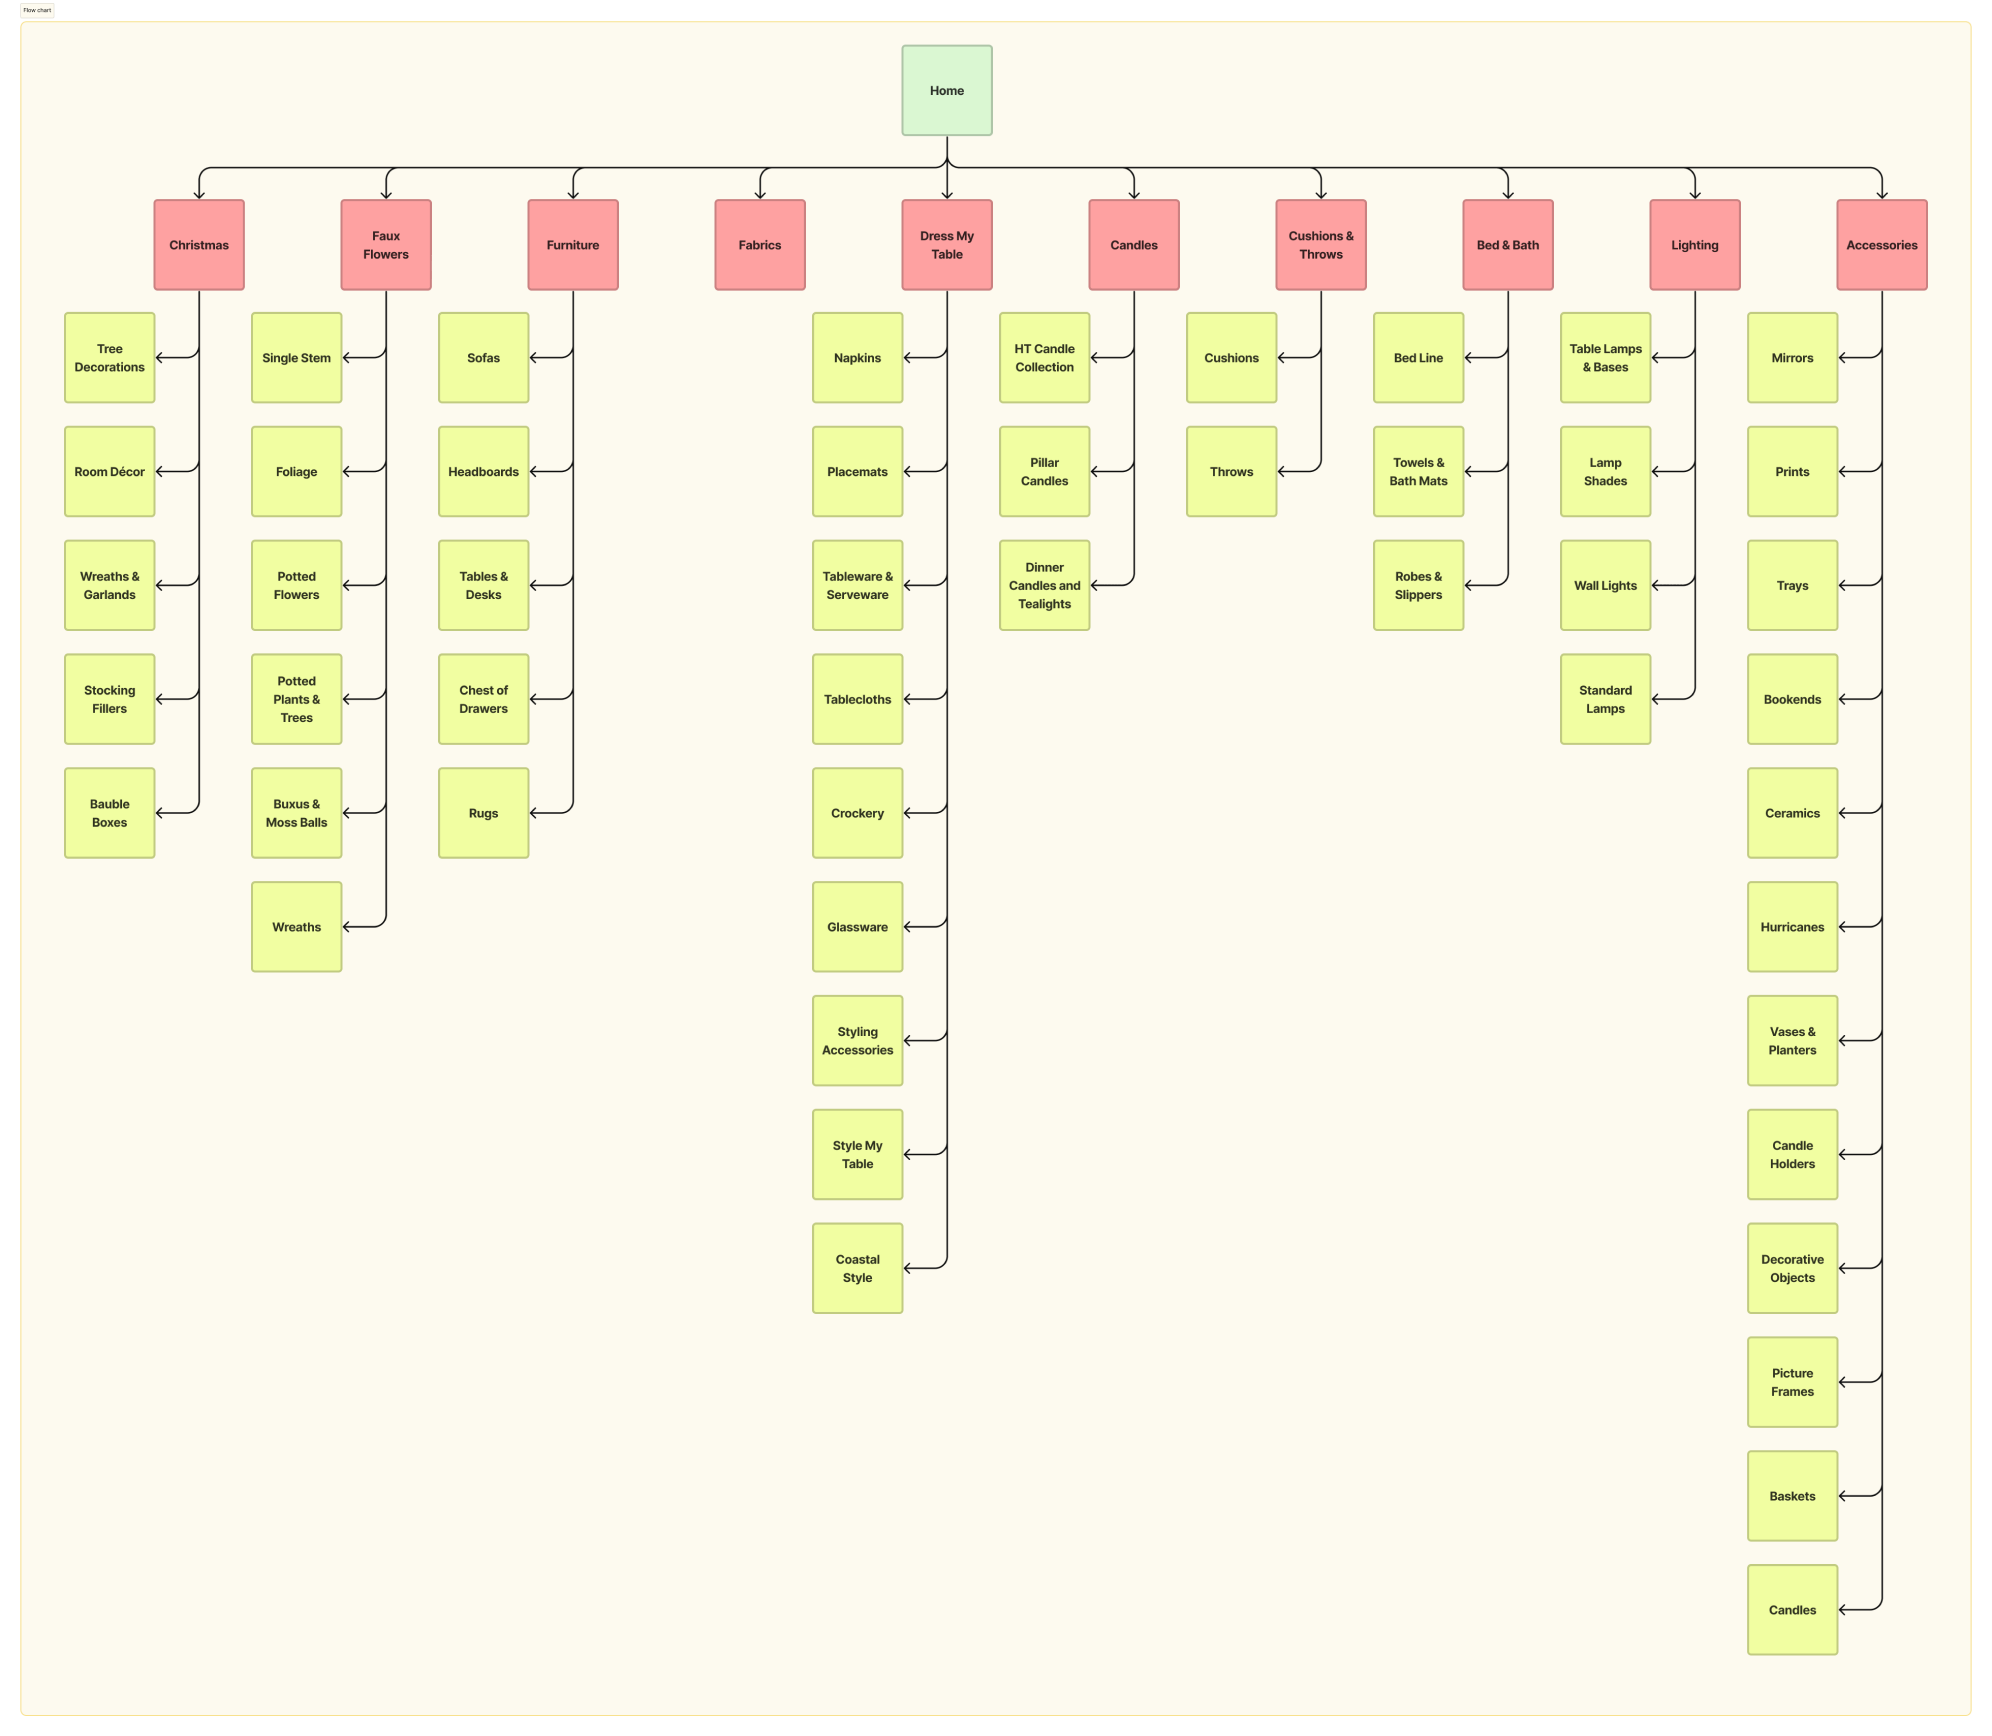 Flow chart
Home
Christmas
Faux
Flowers
Furniture
Fabrics
Dress My
Table
Candles
Cushions &
Throws
Bed & Bath
Lighting
Accessories
Tree
Decorations
Room Décor
Wreaths &
Garlands
Stocking
Fillers
Bauble
Boxes
Single Stem
Foliage
Potted
Flowers
Potted
Plants &
Trees
Buxus &
Moss Balls
Wreaths
Sofas
Headboards
Tables &
Desks
Chest of
Drawers
Rugs
Napkins
Placemats
Tableware &
Serveware
Tablecloths
Crockery
Glassware
Styling
Accessories
Style My
Table
Coastal
Style
HT Candle
Collection
Pillar
Candles
Dinner
Candles and
Tealights
Cushions
Throws
Bed Line
Towels &
Bath Mats
Robes &
Slippers
Table Lamps
& Bases
Lamp
Shades
Wall Lights
Standard
Lamps
Mirrors
Prints
Trays
Bookends
Ceramics
Hurricanes
Vases &
Planters
Candle
Holders
Decorative
Objects
Picture
Frames
Baskets
Candles